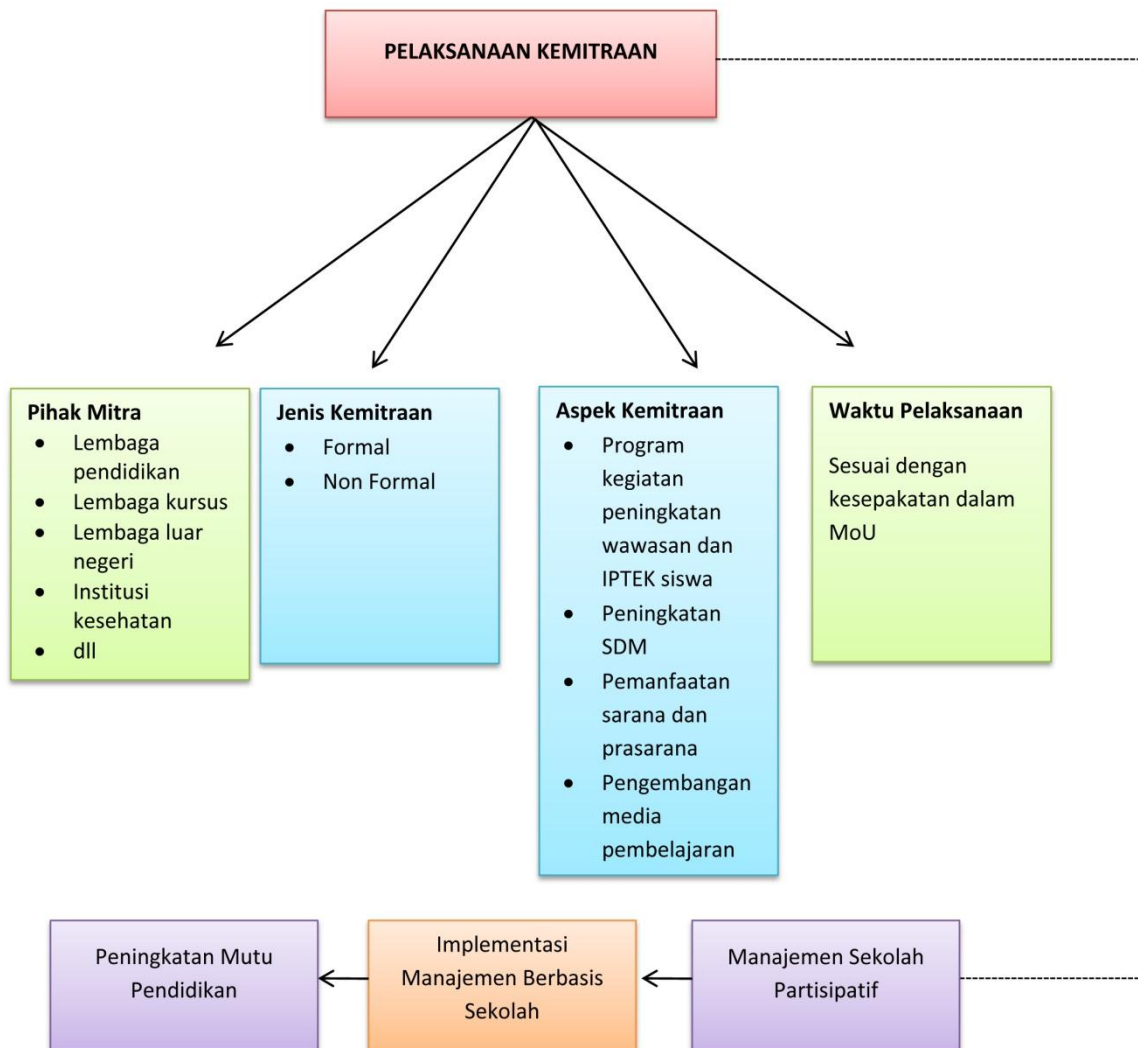 PELAKSANAAN KEMITRAAN
Pihak Mitra
• Lembaga
pendidikan
• Lembaga kursus
• Lembaga luar
negeri
• Institusi
kesehatan
• dll
Jenis Kemitraan
• Formal
• Non Formal
Aspek Kemitraan
• Program
kegiatan
peningkatan
wawasan dan
IPTEK siswa
• Peningkatan
SDM
• Pemanfaatan
sarana dan
prasarana
• Pengembangan
media
pembelajaran
Waktu Pelaksanaan
Sesuai dengan
kesepakatan dalam
MoU
Peningkatan Mutu
Pendidikan
Implementasi
Manajemen Berbasis
Sekolah
Manajemen Sekolah
Partisipatif